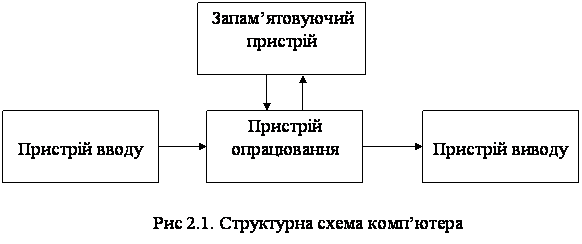 Запам’ятовуючий
пристрій
Пристрій вводу
Пристрій
опрацювання
Пристрій виводу
Рис 2.1. Структурна схема комп’ютера